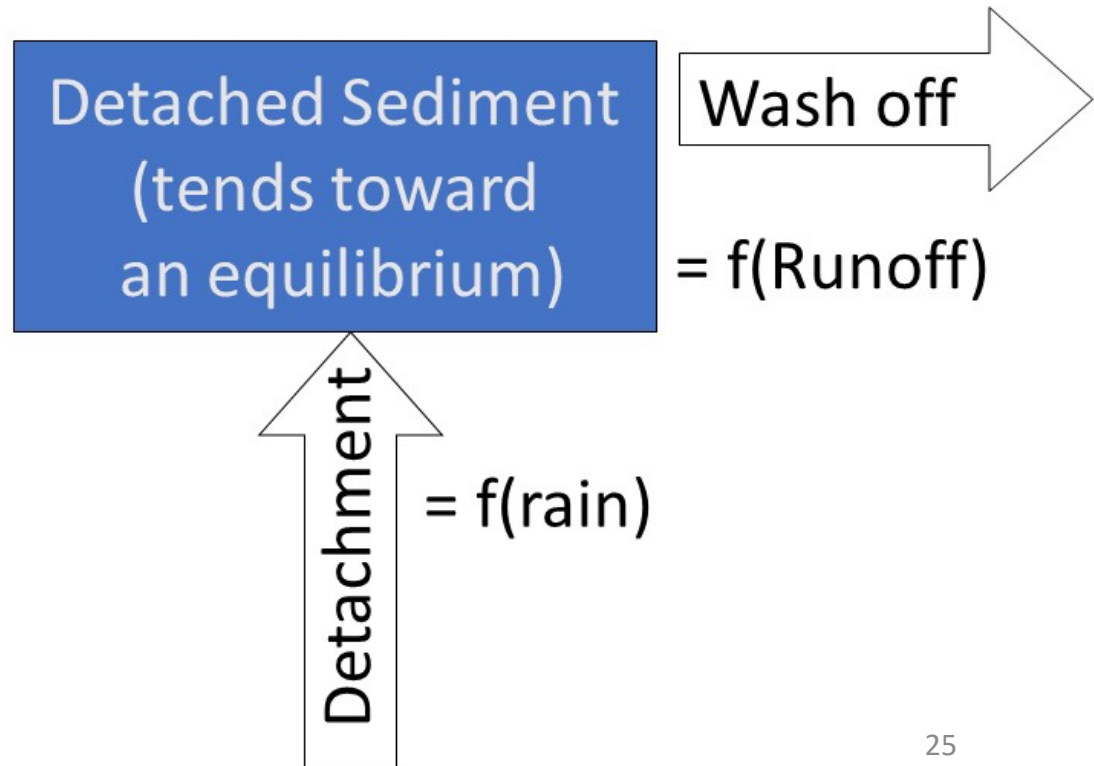 Detached Sediment
(tends toward
an equilibrium)
Wash off
= f(Runoff)
Detachment
= f(rain)
25